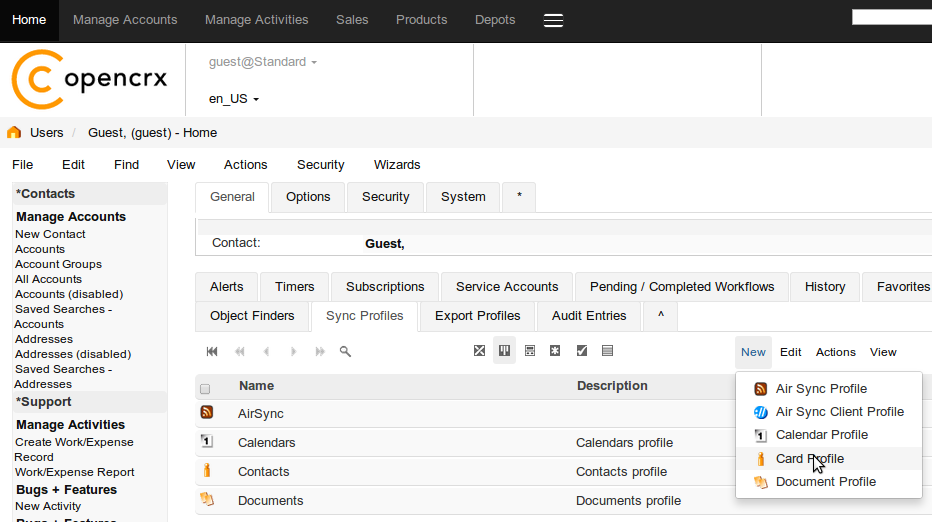 Home Manage Accounts Manage Activities Sales Products Depots
opencrx
guest@Standard
en_US
Users / Guest, (guest) - Home
File Edit Find View Actions Security Wizards
*Contacts
Manage Accounts
New Contact
Accounts
Account Groups
All Accounts
Accounts (disabled)
Saved Searches -
Accounts
Addresses
Addresses (disabled)
Saved Searches -
Addresses
*Support
Manage Activities
Create Work/Expense
Record
Work/Expense Report
Bugs + Features
New Activity
Bugs + Features
General Options Security System *
Contact: Guest,
Alerts Timers Subscriptions Service Accounts Pending / Completed Workflows History Favorites
Object Finders Sync Profiles Export Profiles Audit Entries ^
New Edit Actions View
Name Description
AirSync
Calendars Calendars profile
Contacts Contacts profile
Documents Documents profile
Air Sync Profile
Air Sync Client Profile
Calendar Profile
Card Profile
Document Profile